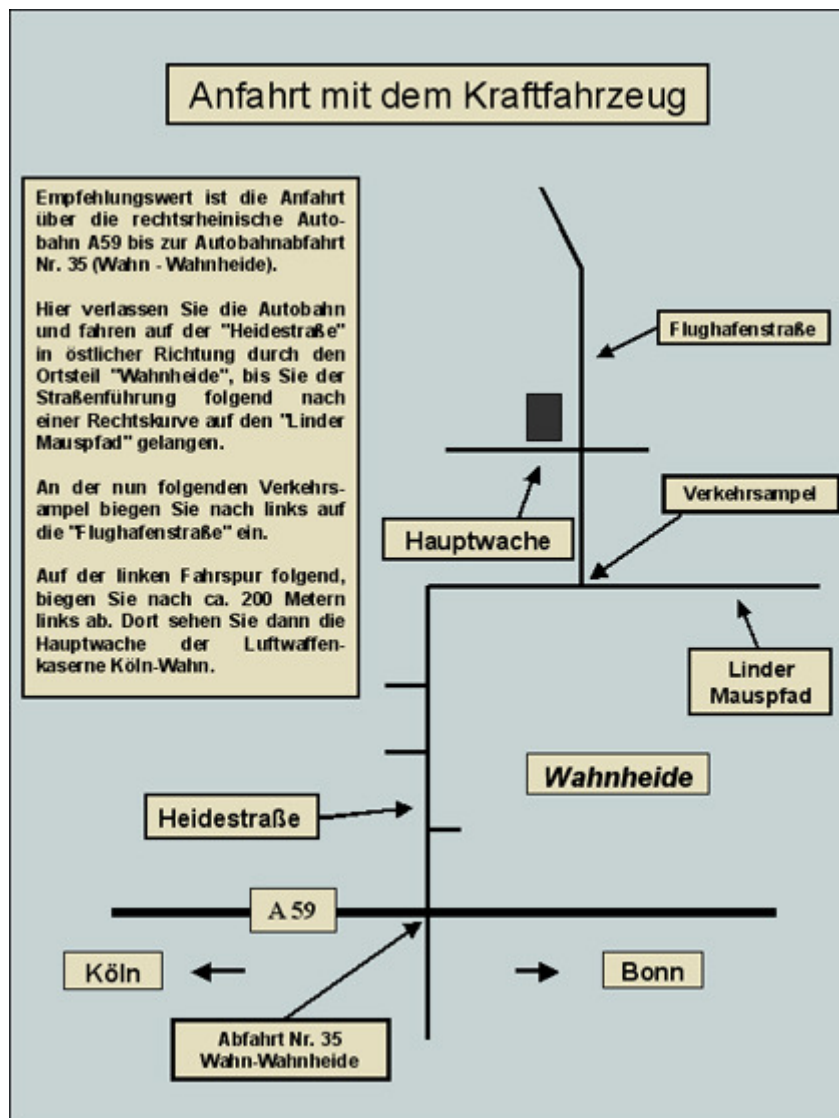 Anfahrt mit dem Kraftfahrzeug
Empfehlungswert ist die Anfahrt
über die rechtsrheinische Auto-
bahn A59 bis zur Autobahnabfahrt
Nr. 35 (Wahn - Wahnheide).
Hier verlassen Sie die Autobahn
und fahren auf der "Heidestraße"
in östlicher Richtung durch den
Ortsteil "Wahnheide", bis Sie der
Straßenführung folgend nach
einer Rechtskurve auf den "Linder
Mauspfad" gelangen.
An der nun folgenden Verkehrs-
ampel biegen Sie nach links auf
die "Flughafenstraße" ein.
Auf der linken Fahrspur folgend,
biegen Sie nach ca. 200 Metern
links ab. Dort sehen Sie dann die
Hauptwache der Luftwaffen-
kaserne Köln-Wahn.
Flughafenstraße
Verkehrsampel
Hauptwache
Linder
Mauspfad
Wahnheide
Heidestraße
A 59
Köln
Bonn
Abfahrt Nr. 35
Wahn-Wahnheide